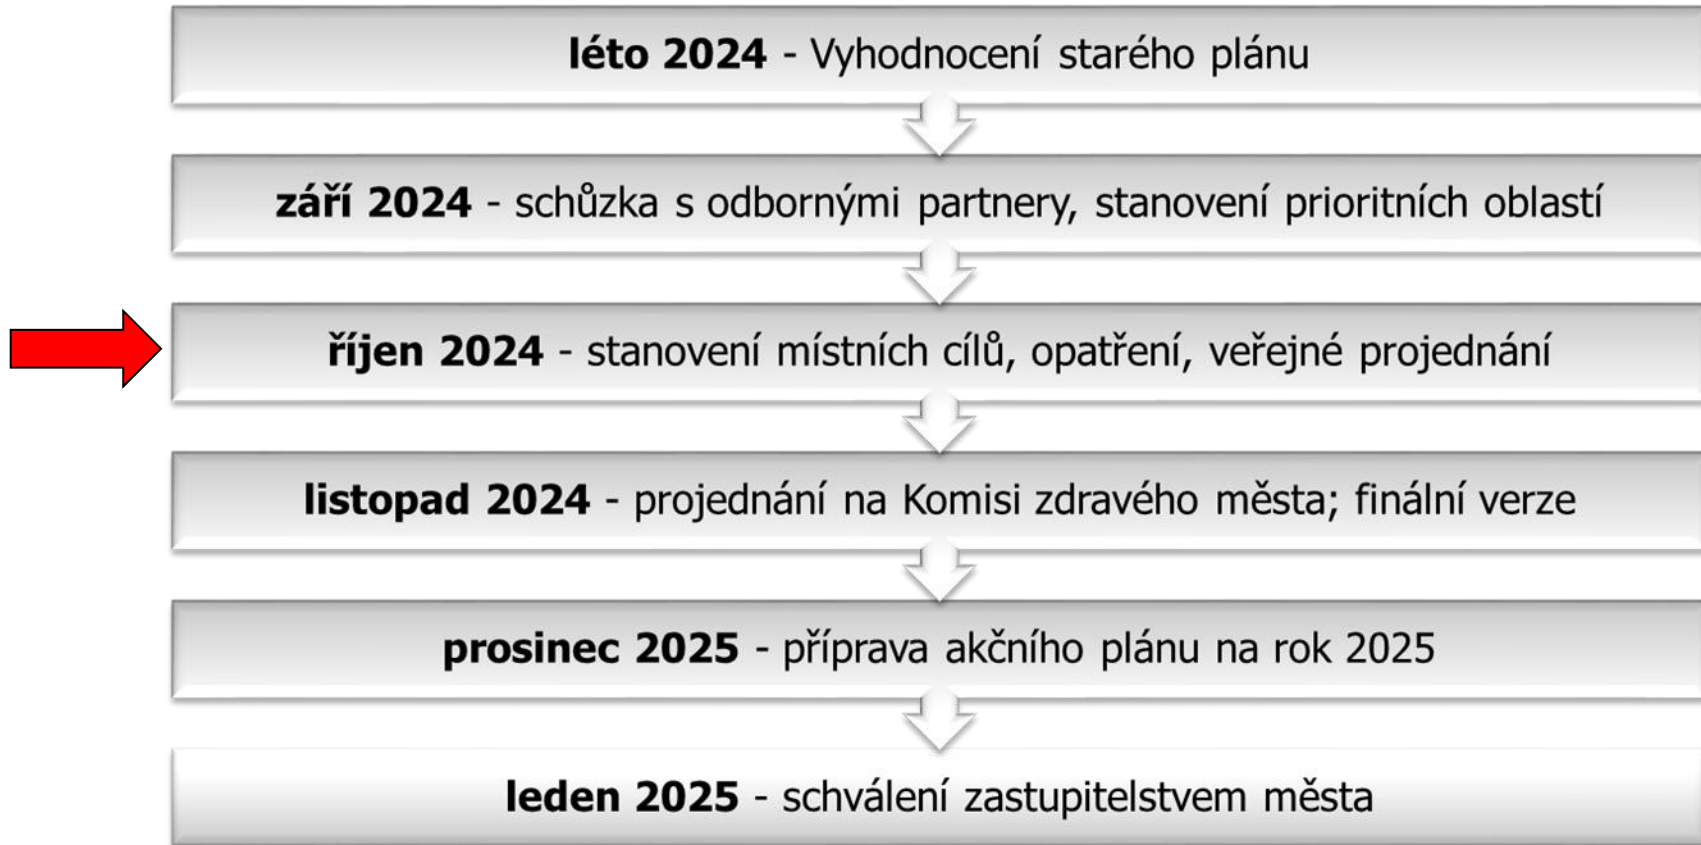 léto 2024 - Vyhodnocení starého plánu
září 2024 - schůzka s odbornými partnery, stanovení prioritních oblastí
říjen 2024 - stanovení místních cílů, opatření, veřejné projednání
listopad 2024 - projednání na Komisi zdravého města; finální verze
prosinec 2025 - příprava akčního plánu na rok 2025
leden 2025 - schválení zastupitelstvem města